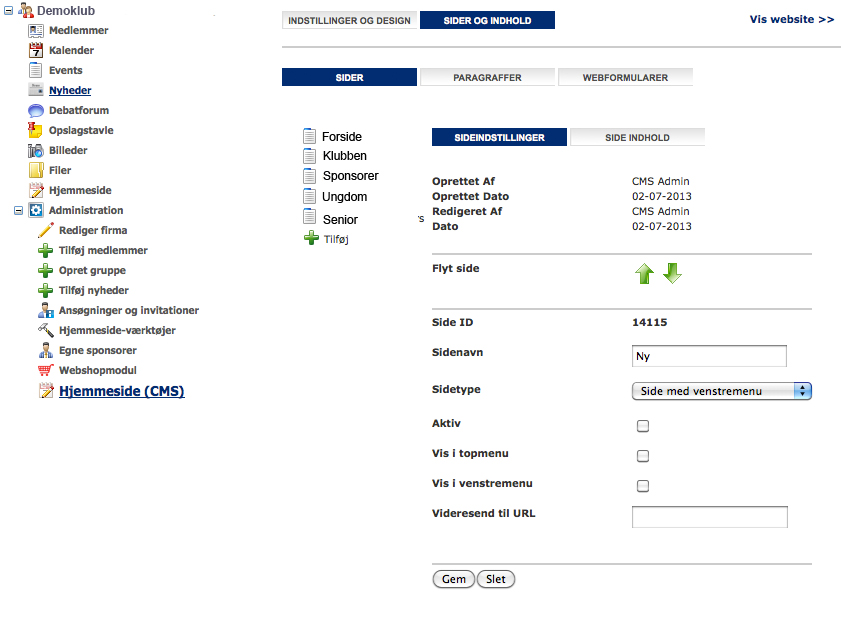 Demoklub
Medlemmer
7
Kalender
Events
Nyheder
Debatforum
Opslagstavle
Billeder
Filer
Hjemmeside
Administration
Rediger firma
Tilføj medlemmer
Opret gruppe
Tilføj nyheder
Ansøgninger og invitationer
Hjemmeside-værktøjer
Egne sponsorer
Webshopmodul
Hjemmeside (CMS)
INDSTILLINGER OG DESIGN SIDER OG INDHOLD Vis website >>
SIDER PARAGRAFFER WEBFORMULARER
Forside
Klubben
Sponsorer
Ungdom
Senior
's
Tilføj
SIDEINDSTILLINGER SIDE INDHOLD
Oprettet Af CMS Admin
Oprettet Dato 02-07-2013
Redigeret Af CMS Admin
Dato 02-07-2013
Flyt side
Side ID 14115
Sidenavn Ny
Sidetype Side med venstremenu
Aktiv
Vis i topmenu
Vis i venstremenu
Videresend til URL
Gem Slet